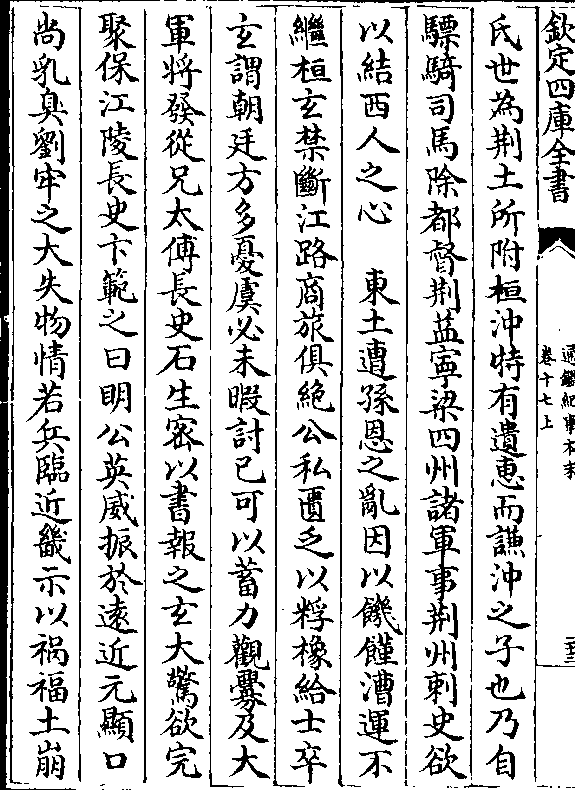 欽定四庫全書
通鑑紀事本末
卷十七上
氏世為荆土所附桓沖特有遺惠而謙沖之子也乃自
驃騎司馬除都督荆益寧梁四州諸軍事荆州刺史欲
以結西人之心　東土遭孫恩之亂因以饑饉漕運不
繼桓玄禁斷江路商旅俱絶公私匱乏以粰橡給士卒
玄謂朝廷方多憂虞必未暇討已可以蓄力觀釁及大
軍將發從兄太傅長史石生密以書報之玄大驚欲完
聚保江陵長史卞範之曰明公英威振於遠近元顯口
尚乳臭劉牢之大失物情若兵臨近畿示以禍福土崩